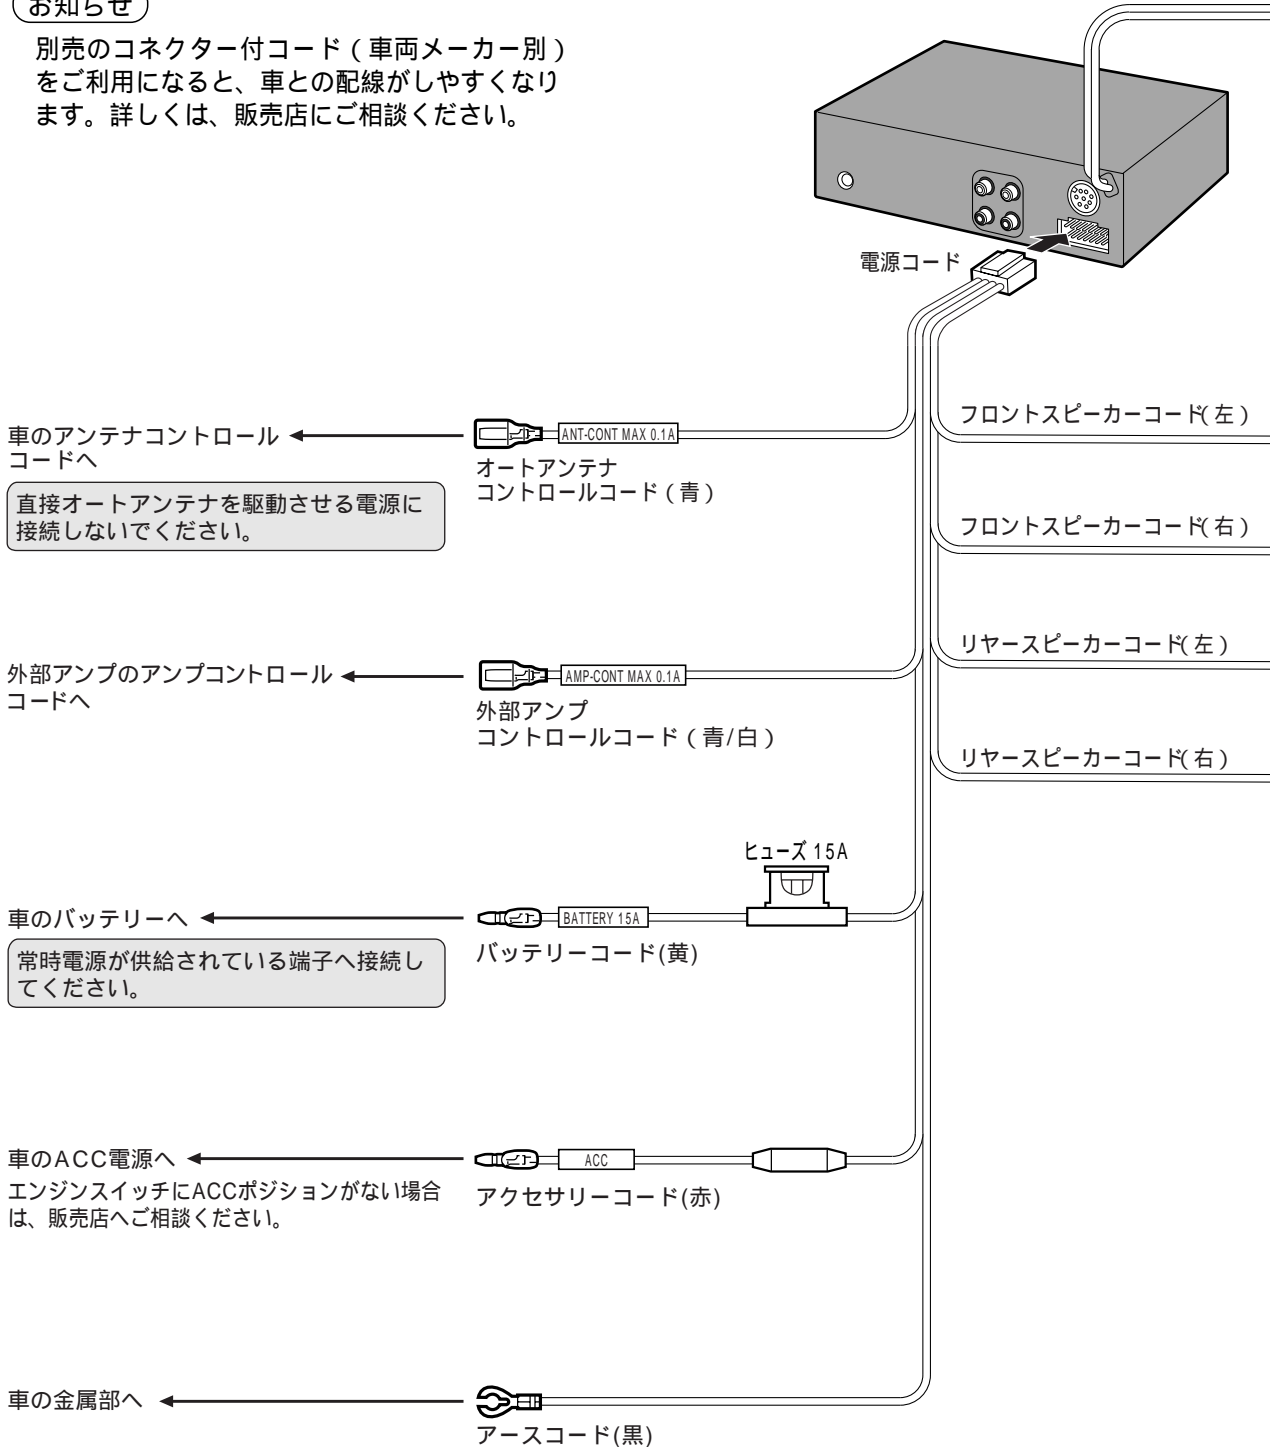 お知らせ
別売のコネクター付コード（車両メーカー別）
をご利用になると、車との配線がしやすくなり
ます。詳しくは、販売店にご相談ください。
電源コード
車のアンテナコントロール
コードへ
直接オートアンテナを駆動させる電源に
接続しないでください。
ANT-CONT MAX 0.1A
オートアンテナ
コントロールコード（青）
フロントスピーカーコード（左）
フロントスピーカーコード（右）
リヤースピーカーコード（左）
リヤースピーカーコード（右）
外部アンプのアンプコントロール
コードへ
AMP-CONT MAX 0.1A
外部アンプ
コントロールコード（青/白）
ヒューズ 15A
車のバッテリーへ
常時電源が供給されている端子へ接続し
てください。
BATTERY 15A
バッテリーコード(黄)
車のACC電源へ
エンジンスイッチにACCポジションがない場合
は、販売店へご相談ください。
ACC
アクセサリーコード(赤)
車の金属部へ
アースコード(黒)